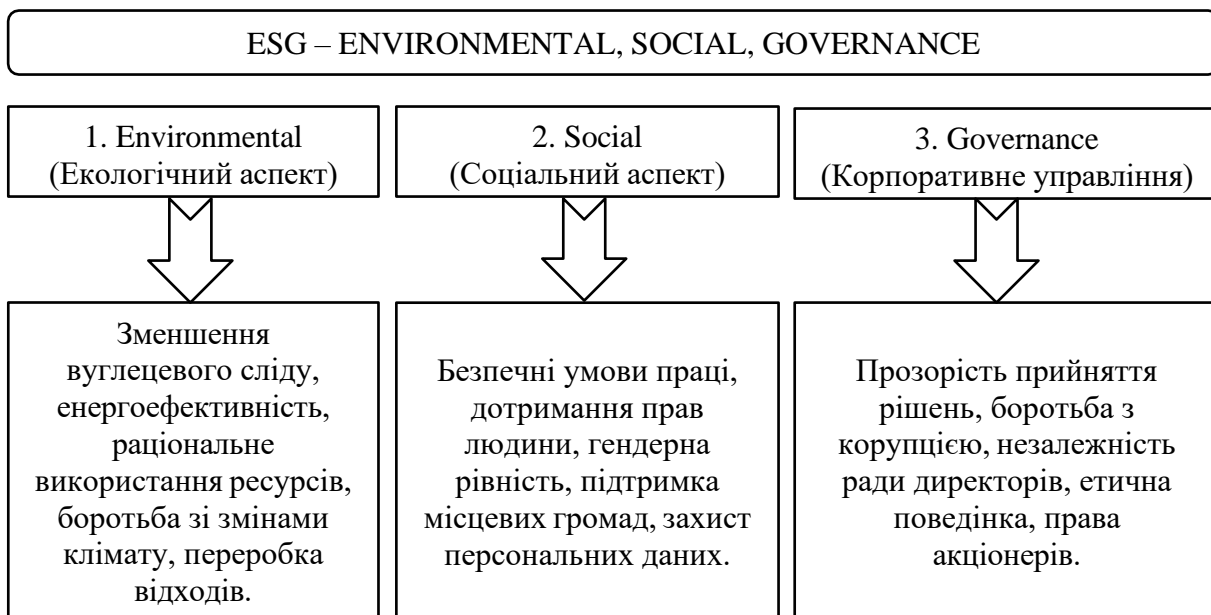 ESG – ENVIRONMENTAL, SOCIAL, GOVERNANCE
1. Environmental
(Екологічний аспект)
2. Social
(Соціальний аспект)
3. Governance
(Корпоративне управління)
Зменшення
вуглецевого сліду,
енергоефективність,
раціональне
використання ресурсів,
боротьба зі змінами
клімату, переробка
відходів.
Безпечні умови праці,
дотримання прав
людини, гендерна
рівність, підтримка
місцевих громад, захист
персональних даних.
Прозорість прийняття
рішень, боротьба з
корупцією, незалежність
ради директорів, етична
поведінка, права
акціонерів.